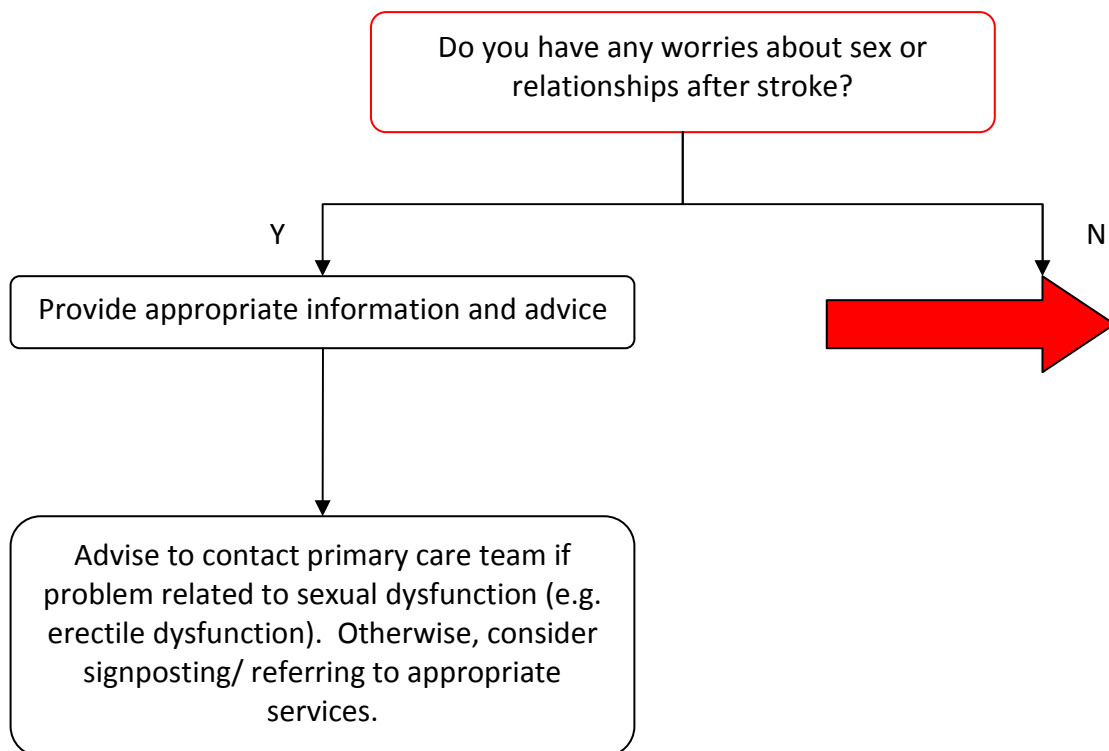 Do you have any worries about sex or
relationships after stroke?
Y
N
Provide appropriate information and advice
Advise to contact primary care team if
problem related to sexual dysfunction (e.g.
erectile dysfunction).  Otherwise, consider
signposting/ referring to appropriate
services.